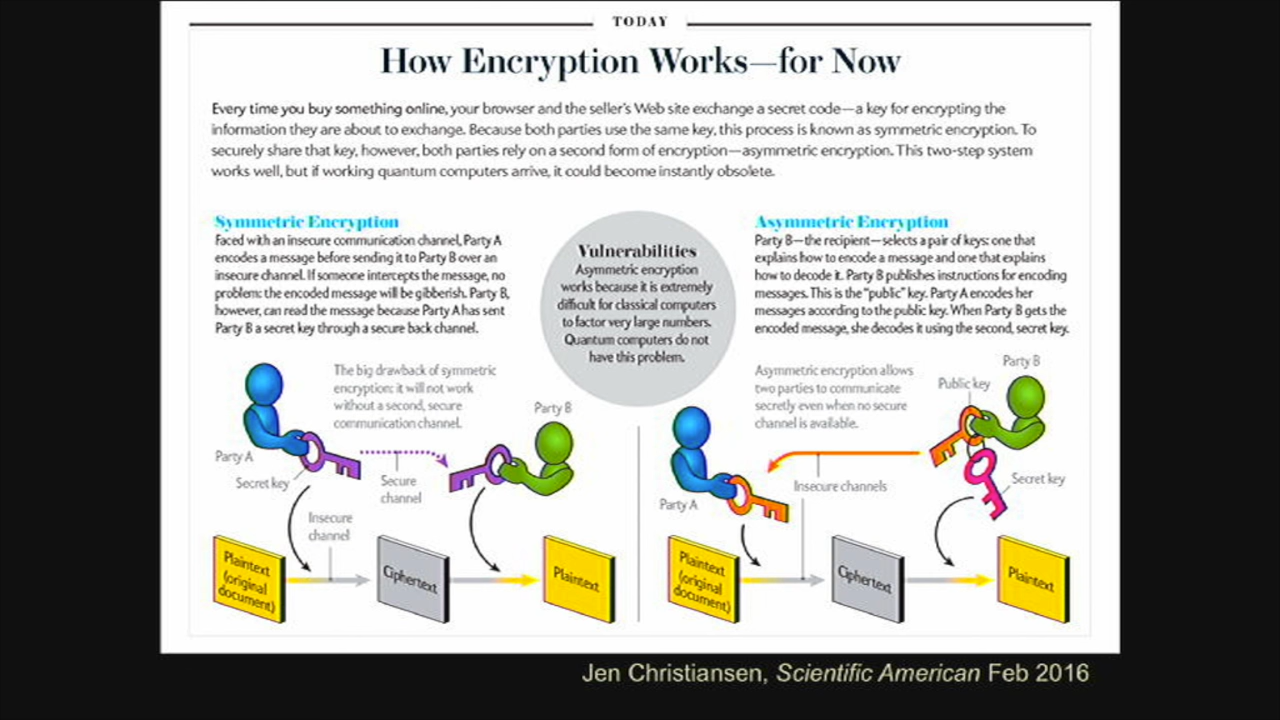 TODAY
How Encryption Works—for Now
Every time you buy something online, your browser and the seller's Web site exchange a secret code—a key for encrypting the
information they are about to exchange. Because both parties use the same key, this process is known as symmetric encryption. To
securely share that key, however, both parties rely on a second form of encryption—asymmetric encryption. This two-step system
works well, but if working quantum computers arrive, it could become instantly obsolete.
Symmetric Encryption
Faced with an insecure communication channel, Party A
encodes a message before sending it to Party B over an
insecure channel. If someone intercepts the message, no
problem: the encoded message will be gibberish. Party B,
however, can read the message because Party A has sent
Party B a secret key through a secure back channel.
Vulnerabilities
Asymmetric encryption
works because it is extremely
difficult for classical computers
to factor very large numbers.
Quantum computers do not
have this problem.
Asymmetric Encryption
Party B—the recipient—selects a pair of keys: one that
explains how to encode a message and one that explains
how to decode it. Party B publishes instructions for encoding
messages. This is the "public" key. Party A encodes her
messages according to the public key. When Party B gets the
encoded message, she decodes it using the second, secret key.
The big drawback of symmetric
encryption: it will not work
without a second, secure
communication channel.
Party B
Party A
Secret key
Secure
channel
Insecure
channel
Plaintext
(original
document)
Ciphertext
Plaintext
Asymmetric encryption allows
two parties to communicate
secretly even when no secure
channel is available.
Party B
Public key
Secret key
Insecure channels
Party A
Plaintext
(original
document)
Ciphertext
Plaintext
Jen Christiansen, Scientific American Feb 2016